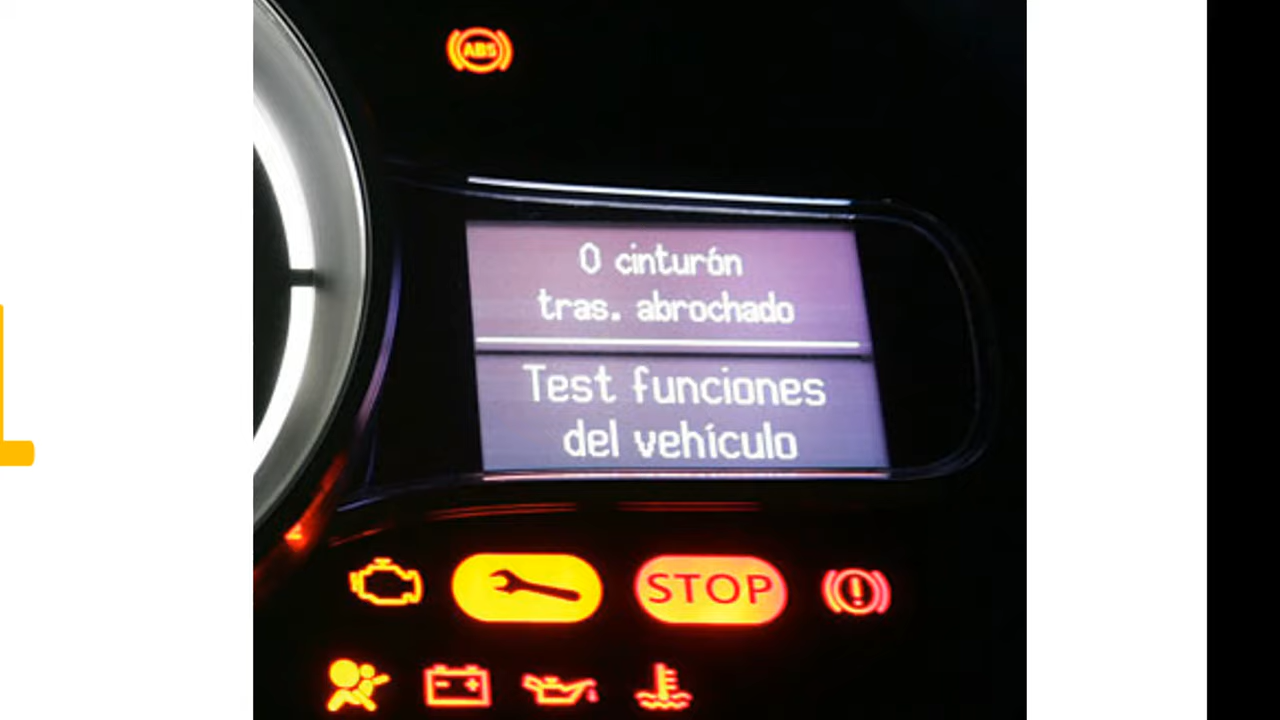 ABS
0 cinturón
tras. abrochado
Test funciones
del vehículo
STOP